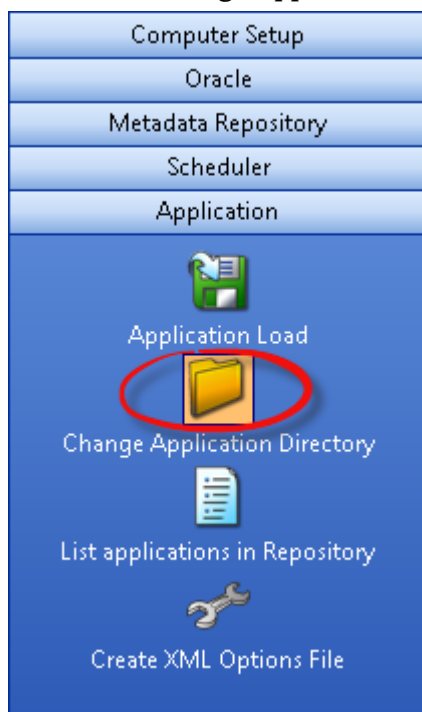 Computer Setup
Oracle
Metadata Repository
Scheduler
Application
Application Load
Change Application Directory
List applications in Repository
Create XML Options File